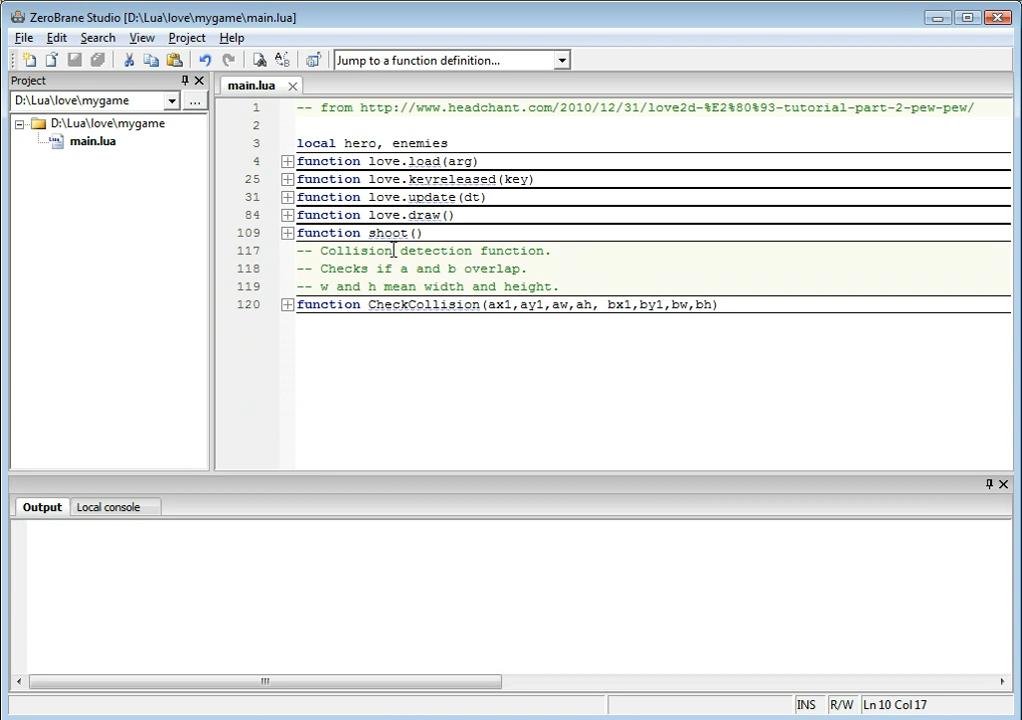 ZeroBrane Studio [D:\Lua\love\mygame\main.lua]
File Edit Search View Project Help
Jump to a function definition...
Project
D:\Lua\love\mygame ...
D:\Lua\love\mygame
main.lua
main.lua
1 -- from http://www.headchant.com/2010/12/31/love2d-%E2%80%93-tutorial-part-2-pew-pew/
2
3 local hero, enemies
4 function love.load(arg)
25 function love.keyreleased(key)
31 function love.update(dt)
84 function love.draw()
109 function shoot()
117 -- Collision detection function.
118 -- Checks if a and b overlap.
119 -- w and h mean width and height.
120 function CheckCollision(ax1,ay1,aw,ah, bx1,by1,bw,bh)
Output Local console
INS R/W Ln 10 Col 17